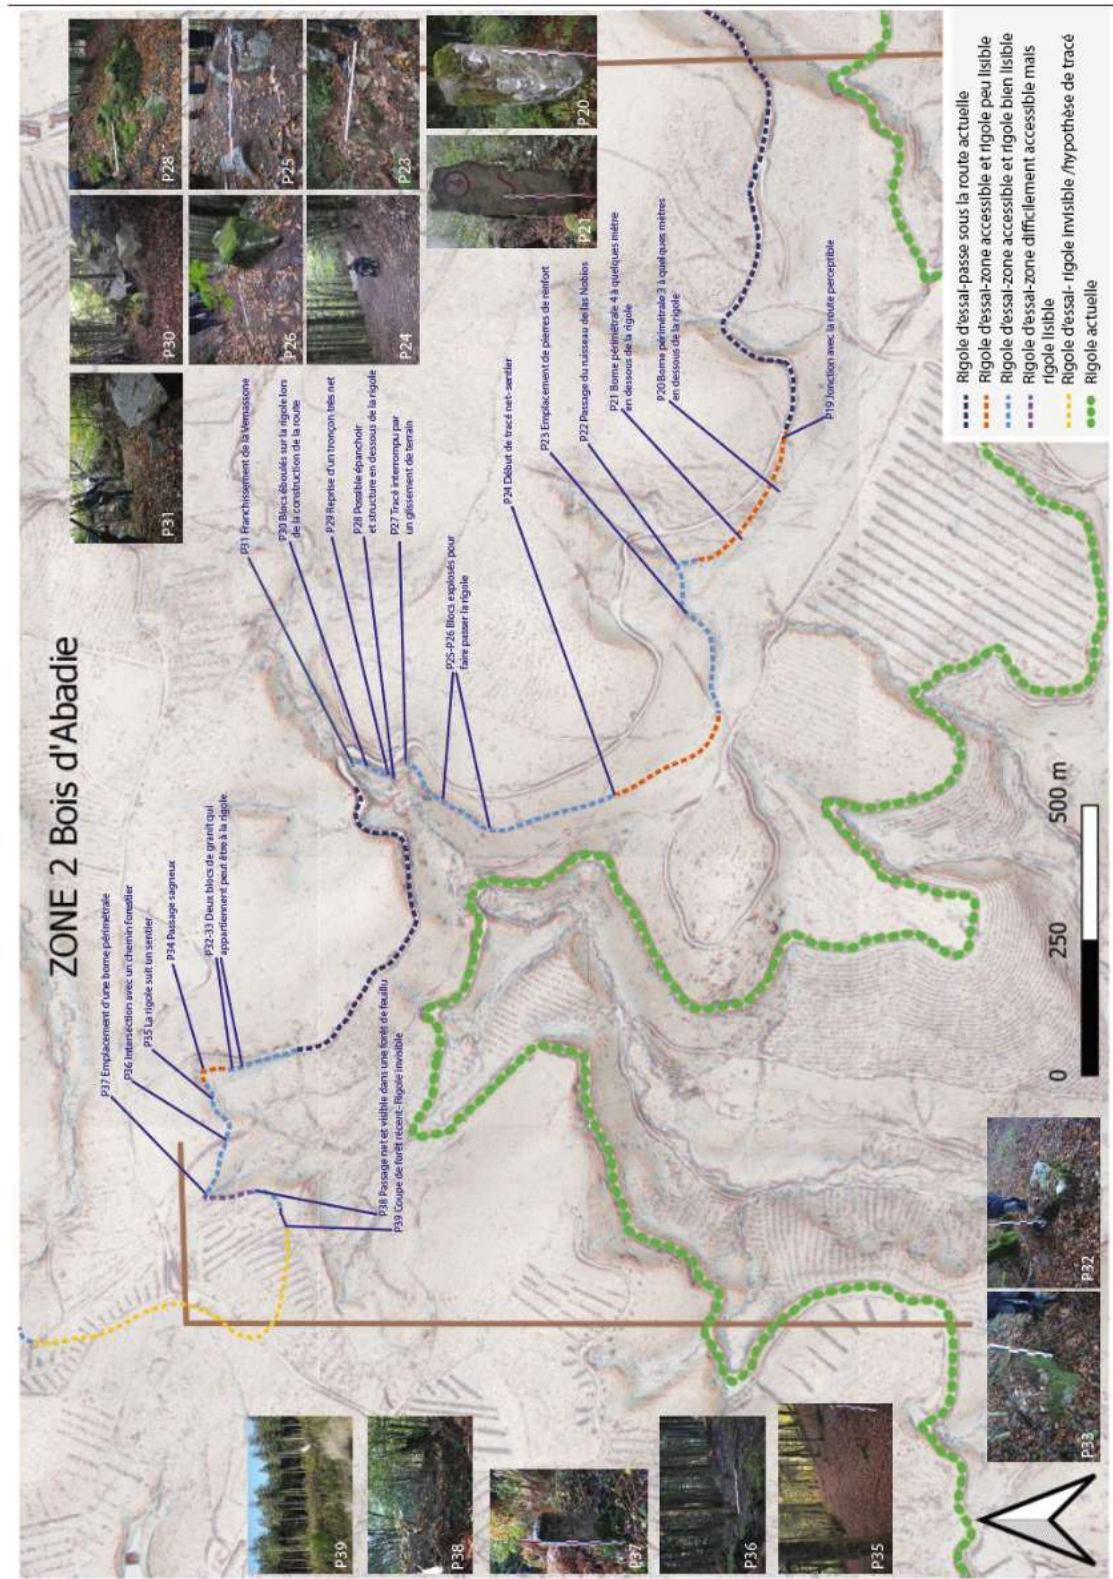 ZONE 2 Bois d'Abadie
P39
P38
P37
P36
P35
P33
P32
P31
P30
P28
P26
P25
P24
P23
P21
P20
P37 Emplacement d'une borne périmétrale
P36 Intersection avec un chemin forestier
P35 La rigole suit un sentier
P34 Passage sagneux
P32-33 Deux blocs de granit qui
appartiennent peut être à la rigole
P38 Passage net et visible dans une forêt de feuillu
P39 Coupe de forêt récent- Rigole invisible
P31 Franchissement de la Vernassonne
P30 Blocs éboulés sur la rigole lors
de la construction de la route
P29 Reprise d'un tronçon très net
P28 Possible épanchoir
et structure en dessous de la rigole
P27 Tracé interrompu par
un glissement de terrain
P25-P26 Blocs explosés pour
faire passer la rigole
P24 Début de tracé net-sentier
P23 Emplacement de pierres de renfort
P22 Passage du ruisseau de las Nobios
P21 Borne périmétrale 4 à quelques mètre
en dessous de la rigole
P20 Borne périmétrale 3 à quelques mètres
en dessous de la rigole
P19 Jonction avec la route perceptible
0 250 500 m
Rigole d'essai-passe sous la route actuelle
Rigole d'essai-zone accessible et rigole peu lisible
Rigole d'essai-zone accessible et rigole bien lisible
Rigole d'essai-zone difficilement accessible mais
rigole lisible
Rigole d'essai- rigole invisible /hypothèse de tracé
Rigole actuelle